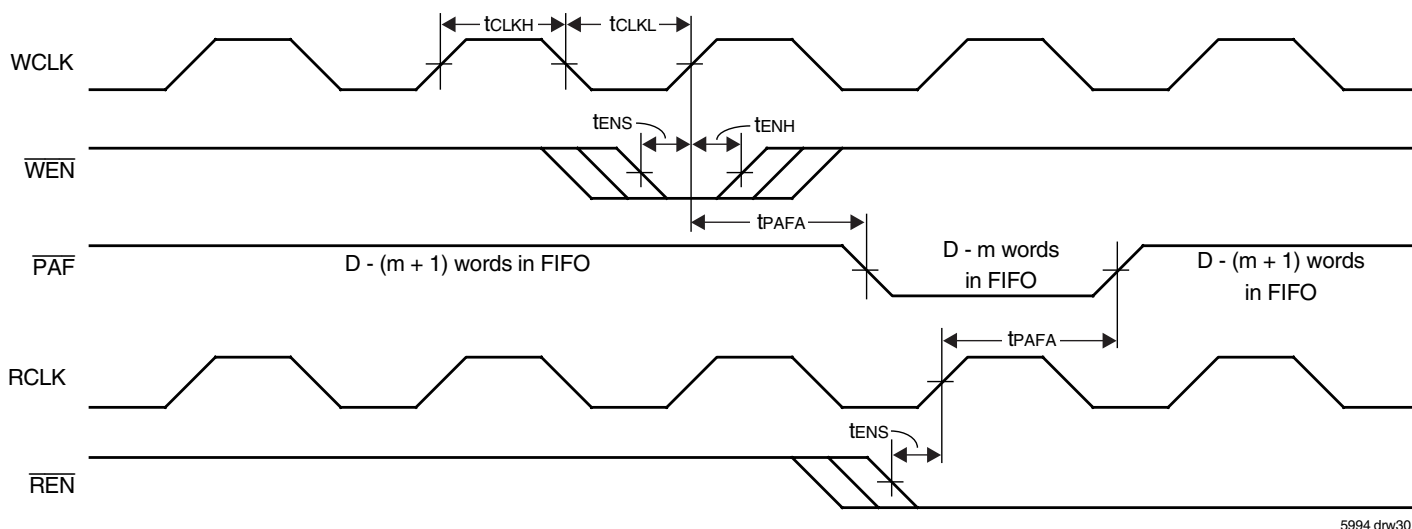 tCLKH tCLKL
WCLK
tENS tENH
WEN
tPAFA
PAF
D - (m + 1) words in FIFO
D - m words
in FIFO
D - (m + 1) words
in FIFO
tPAFA
RCLK
tENS
REN
5994 drw30